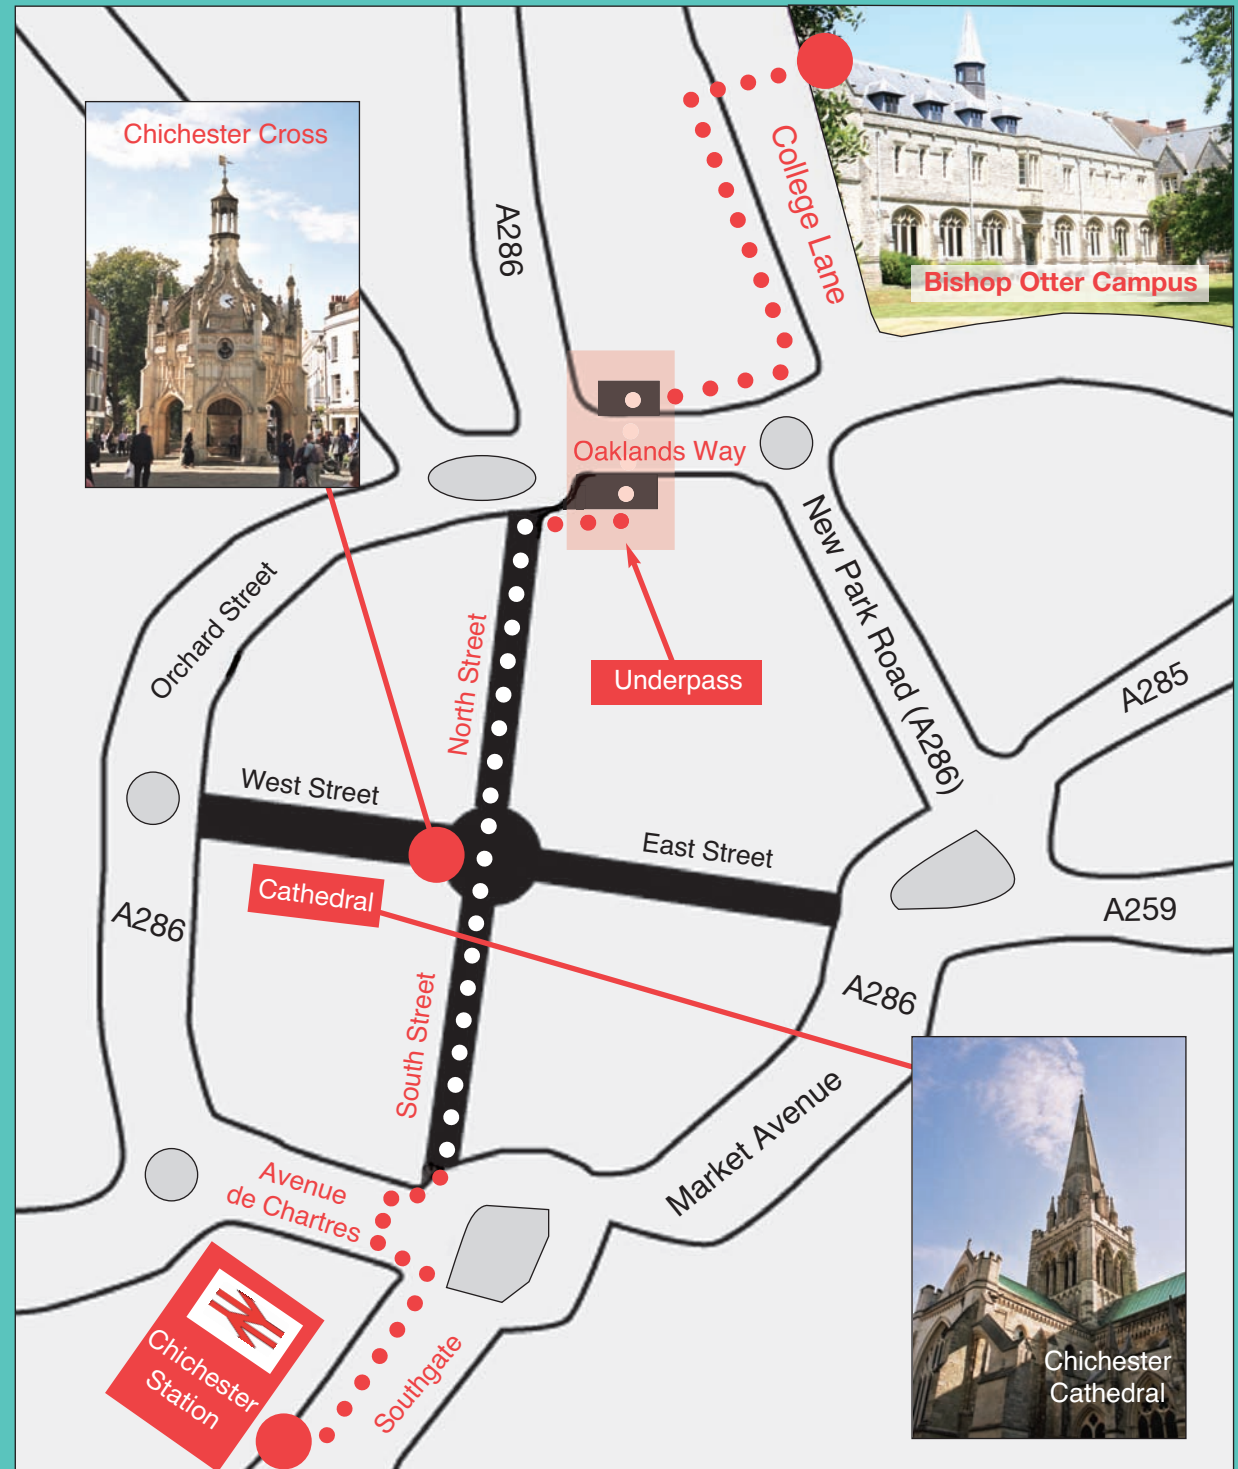 Chichester Cross
A286
College Lane
Bishop Otter Campus
Oaklands Way
Orchard Street
North Street
New Park Road (A286)
Underpass
A285
West Street
East Street
Cathedral
A286
A259
A286
South Street
Market Avenue
Avenue
de Chartres
Chichester
Station
Southgate
Chichester
Cathedral